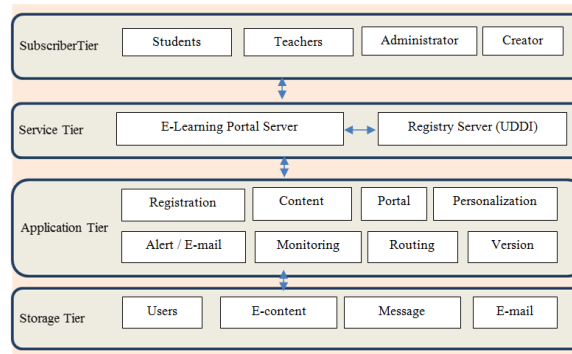 SubscriberTier
Students
Teachers
Administrator
Creator
Service Tier
E-Learning Portal Server
Registry Server (UDDI)
Application Tier
Registration
Content
Portal
Personalization
Alert / E-mail
Monitoring
Routing
Version
Storage Tier
Users
E-content
Message
E-mail